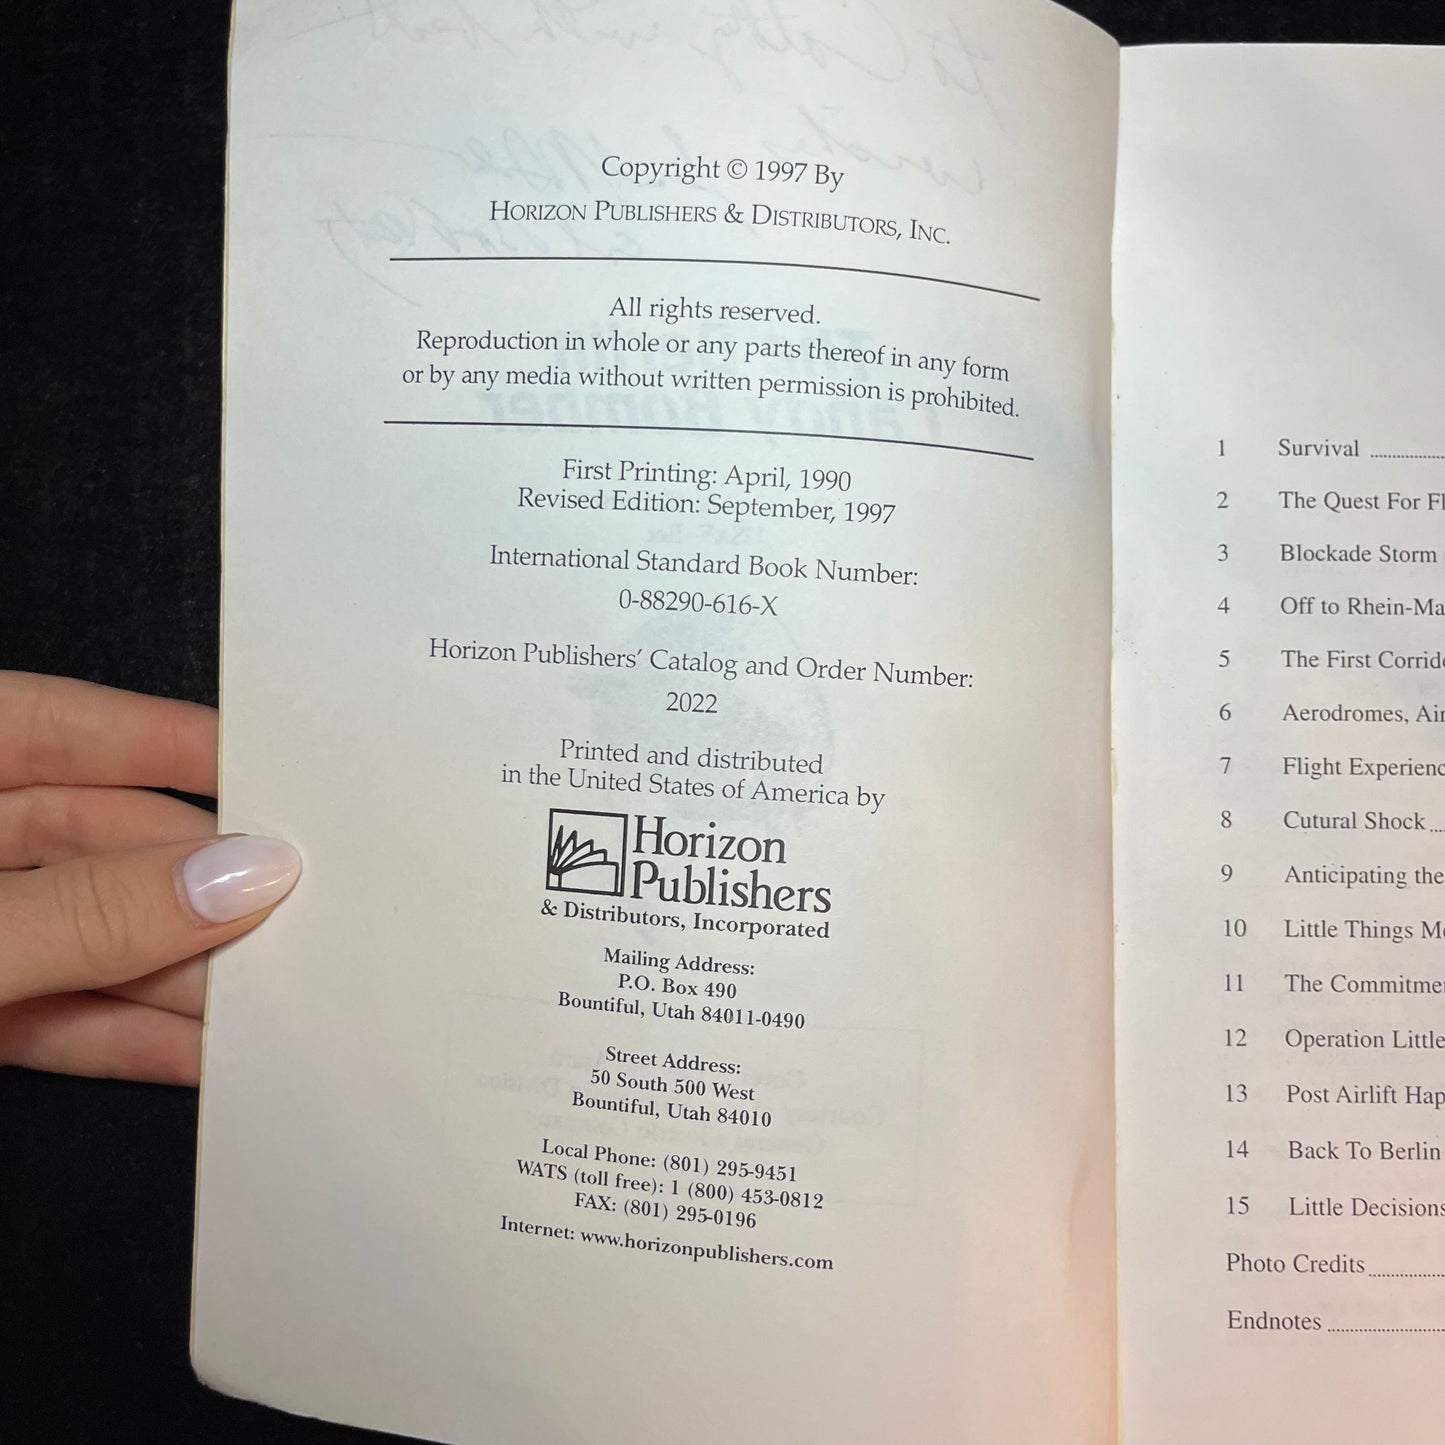 Copyright © 1997 By
HORIZON PUBLISHERS & DISTRIBUTORS, INC.
All rights reserved.
Reproduction in whole or any parts thereof in any form
or by any media without written permission is prohibited.
First Printing: April, 1990
Revised Edition: September, 1997
International Standard Book Number:
0-88290-616-X
Horizon Publishers' Catalog and Order Number:
2022
Printed and distributed
in the United States of America by
Horizon
Publishers
& Distributors, Incorporated
Mailing Address:
P.O. Box 490
Bountiful, Utah 84011-0490
Street Address:
50 South 500 West
Bountiful, Utah 84010
Local Phone: (801) 295-9451
WATS (toll free): 1 (800) 453-0812
FAX: (801) 295-0196
Internet: www.horizonpublishers.com
1 Survival
2 The Quest For
3 Blockade Storm
4 Off to
5 The First
6 Aerodromes,
7 Flight
8 Cutural Shock
9 Anticipating the
10 Little Things
11 The
12 Operation Little
13 Post Airlift
14 Back To Berlin
15 Little Decisions
Photo Credits
Endnotes